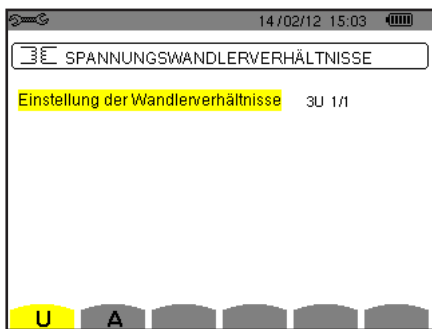 14/02/12 15:03
SPANNUNGSWANDLERVERHÄLTNISSE
Einstellung der Wandlerverhältnisse 3U 1/1
U A